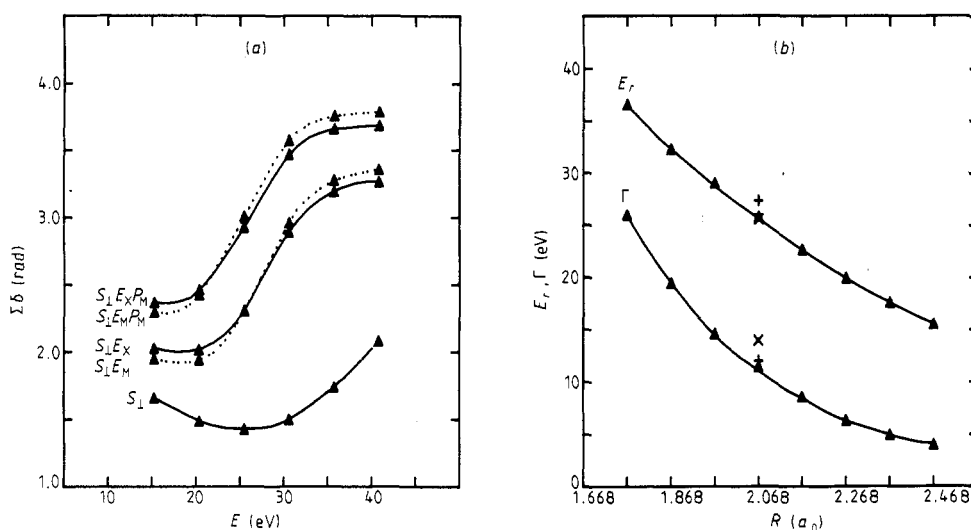 (a)
4.0
3.0
2.0
1.0
Σδ (rad)
S⊥EXPM
S⊥EMPM
S⊥EX
S⊥EM
S⊥
10
20
30
40
E (eV)
(b)
40
30
20
10
0
Er, Γ (eV)
Er
Γ
1.668
1.868
2.068
2.268
2.468
R (a0)